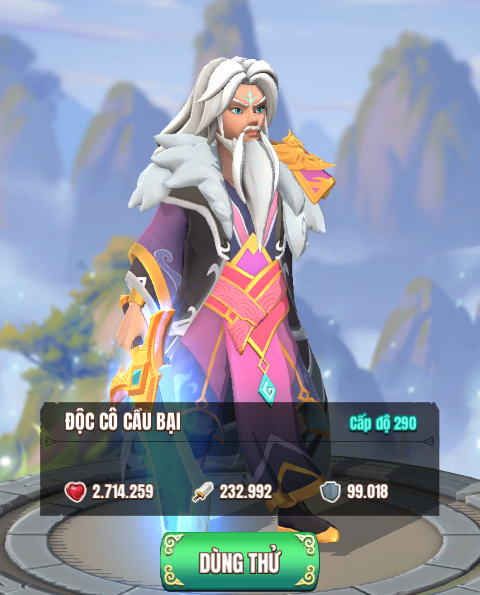 ĐỘC CÔ CẦU BẠI
Cấp độ 290
2.714.259 232.992 99.018
DÙNG THỬ